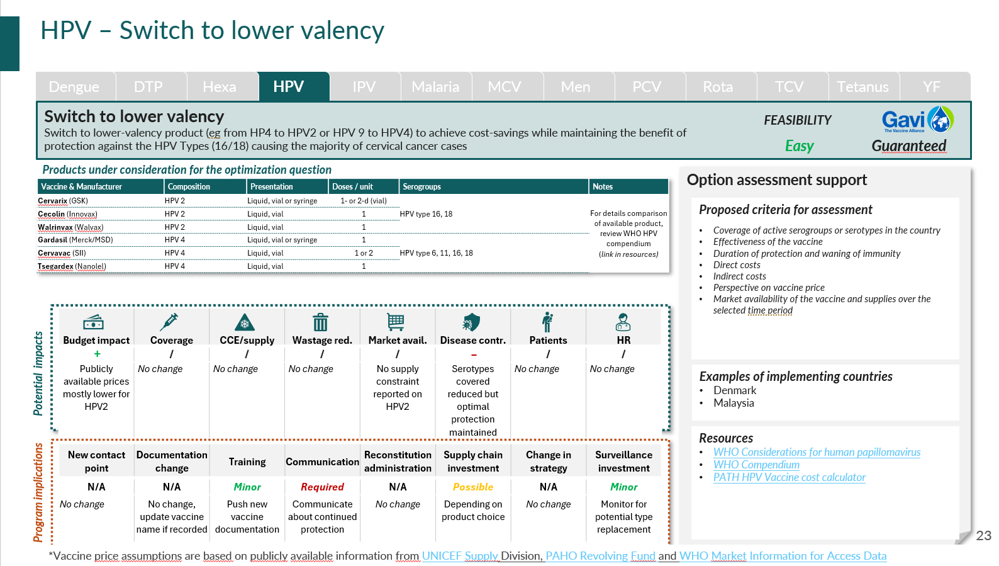 HPV – Switch to lower valency
Dengue DTP Hexa HPV IPV Malaria MCV Men PCV Rota TCV Tetanus YF
Switch to lower valency
Switch to lower-valency product (eg from HP4 to HPV2 or HPV 9 to HPV4) to achieve cost-savings while maintaining the benefit of
protection against the HPV Types (16/18) causing the majority of cervical cancer cases
FEASIBILITY
Easy
Gavi
The Vaccine Alliance
Guaranteed
Products under consideration for the optimization question
Vaccine & Manufacturer Composition Presentation Doses / unit Serogroups Notes
Cervarix (GSK) HPV 2 Liquid, vial or syringe 1- or 2-d (vial)
Cecolin (Innovax) HPV 2 Liquid, vial 1 HPV type 16, 18
Walrinvax (Walvax) HPV 2 Liquid, vial 1
Gardasil (Merck/MSD) HPV 4 Liquid, vial or syringe 1
Cervavac (SII) HPV 4 Liquid, vial 1 or 2 HPV type 6, 11, 16, 18
Tsegardex (Nanolel) HPV 4 Liquid, vial 1
For details comparison
of available product,
review WHO HPV
compendium
(link in resources)
Potential impacts
Budget impact Coverage CCE/supply Wastage red. Market avail. Disease contr. Patients HR
+ / / / / – / /
Publicly
available prices
mostly lower for
HPV2
No change
No change
No change
No supply
constraint
reported on
HPV2
Serotypes
covered
reduced but
optimal
protection
maintained
No change
No change
Program implications
New contact
point
Documentation
change
Training
Communication
Reconstitution
administration
Supply chain
investment
Change in
strategy
Surveillance
investment
N/A N/A Minor Required N/A Possible N/A Minor
No change
No change,
update vaccine
name if recorded
Push new
vaccine
documentation
Communicate
about continued
protection
No change
Depending on
product choice
No change
Monitor for
potential type
replacement
Option assessment support
Proposed criteria for assessment
• Coverage of active serogroups or serotypes in the country
• Effectiveness of the vaccine
• Duration of protection and waning of immunity
• Direct costs
• Indirect costs
• Perspective on vaccine price
• Market availability of the vaccine and supplies over the
selected time period
Examples of implementing countries
• Denmark
• Malaysia
Resources
• WHO Considerations for human papillomavirus
• WHO Compendium
• PATH HPV Vaccine cost calculator
23
*Vaccine price assumptions are based on publicly available information from UNICEF Supply Division, PAHO Revolving Fund and WHO Market Information for Access Data